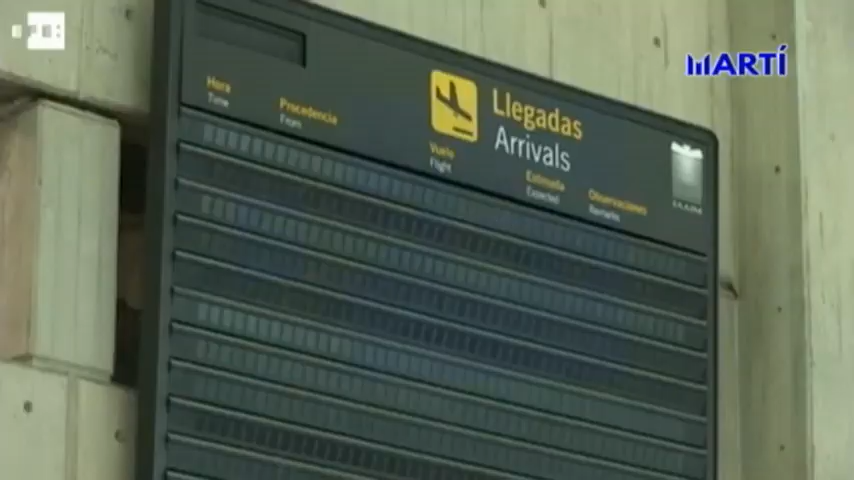 EFE:
MARTÍ
Llegadas
Arrivals
Hora
Time
Procedencia
From
Vuelo
Flight
Estimada
Expected
Observaciones
Remarks